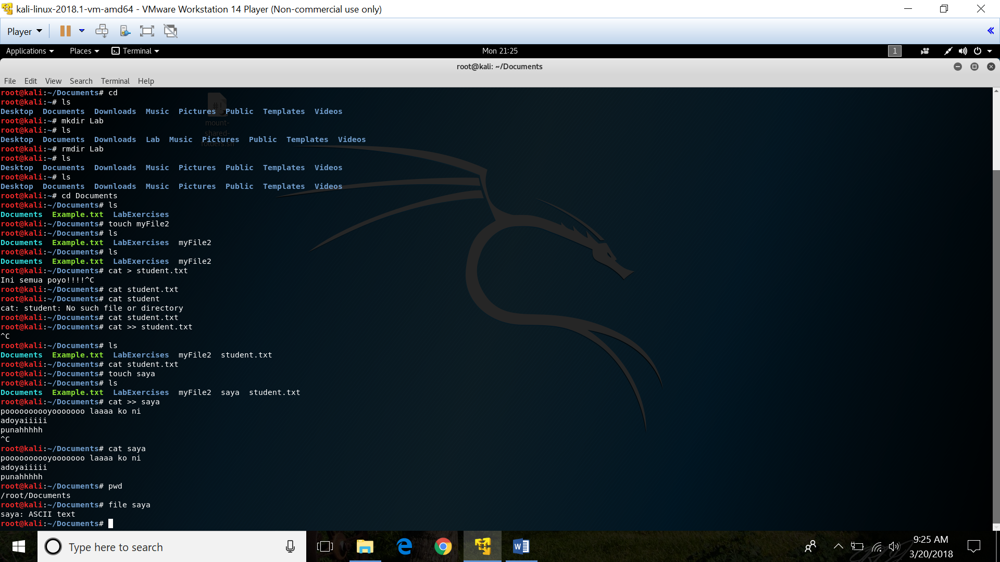 kali-linux-2018.1-vm-amd64 - VMware Workstation 14 Player (Non-commercial use only)
Player
Applications Places Terminal Mon 21:25 1
root@kali: ~/Documents
File Edit View Search Terminal Help
root@kali:~/Documents# cd
root@kali:~# ls
Desktop Documents Downloads Music Pictures Public Templates Videos
root@kali:~# mkdir Lab
root@kali:~# ls
Desktop Documents Downloads Lab Music Pictures Public Templates Videos
root@kali:~# rmdir Lab
root@kali:~# ls
Desktop Documents Downloads Music Pictures Public Templates Videos
root@kali:~# ls
Desktop Documents Downloads Music Pictures Public Templates Videos
root@kali:~# cd Documents
root@kali:~/Documents# ls
Documents Example.txt LabExercises
root@kali:~/Documents# touch myFile2
root@kali:~/Documents# ls
Documents Example.txt LabExercises myFile2
root@kali:~/Documents# ls
Documents Example.txt LabExercises myFile2
root@kali:~/Documents# cat > student.txt
Ini semua poyo!!!!^C
root@kali:~/Documents# cat student.txt
root@kali:~/Documents# cat student
cat: student: No such file or directory
root@kali:~/Documents# cat student.txt
root@kali:~/Documents# cat >> student.txt
^C
root@kali:~/Documents# ls
Documents Example.txt LabExercises myFile2 student.txt
root@kali:~/Documents# cat student.txt
root@kali:~/Documents# touch saya
root@kali:~/Documents# ls
Documents Example.txt LabExercises myFile2 saya student.txt
root@kali:~/Documents# cat >> saya
pooooooooooyooooooo laaaa ko ni
adoyaiiiii
punahhhhh
^C
root@kali:~/Documents# cat saya
pooooooooooyooooooo laaaa ko ni
adoyaiiiii
punahhhhh
root@kali:~/Documents# pwd
/root/Documents
root@kali:~/Documents# file saya
saya: ASCII text
root@kali:~/Documents#
mount-
shared-
folders.sh
Type here to search
9:25 AM
3/20/2018